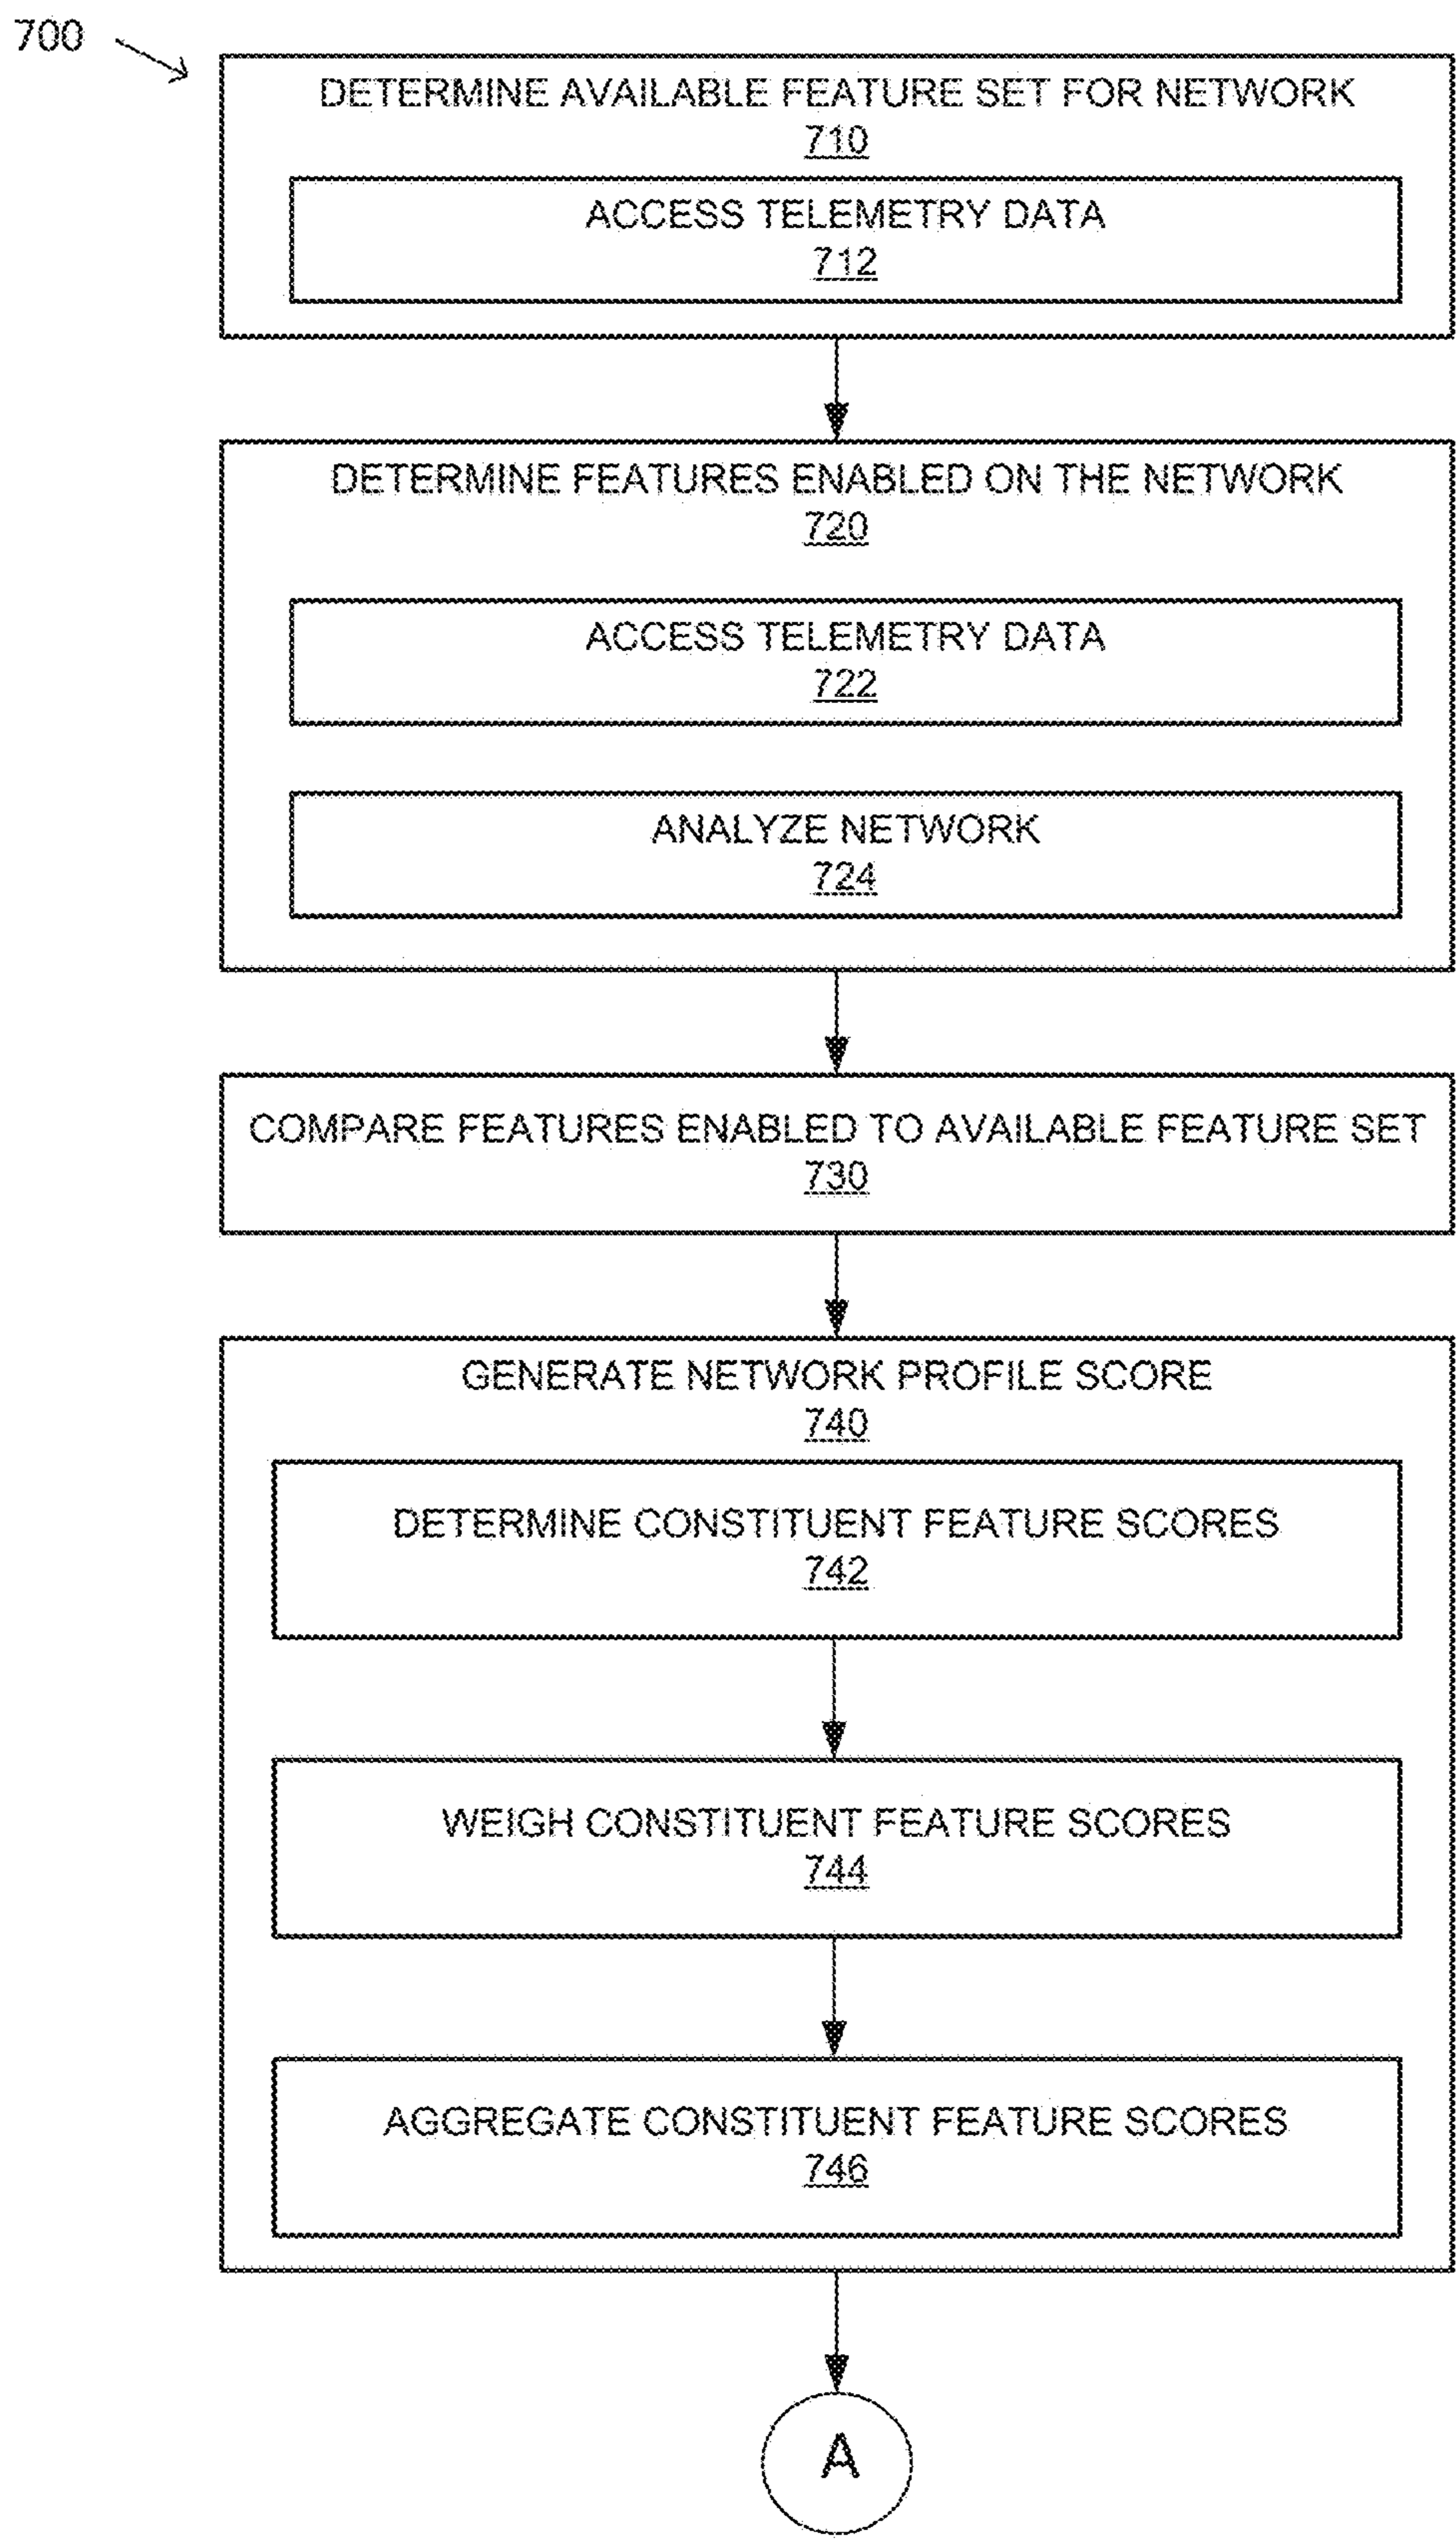 700
DETERMINE AVAILABLE FEATURE SET FOR NETWORK
710
ACCESS TELEMETRY DATA
712
DETERMINE FEATURES ENABLED ON THE NETWORK
720
ACCESS TELEMETRY DATA
722
ANALYZE NETWORK
724
COMPARE FEATURES ENABLED TO AVAILABLE FEATURE SET
730
GENERATE NETWORK PROFILE SCORE
740
DETERMINE CONSTITUENT FEATURE SCORES
742
WEIGH CONSTITUENT FEATURE SCORES
744
AGGREGATE CONSTITUENT FEATURE SCORES
746
A